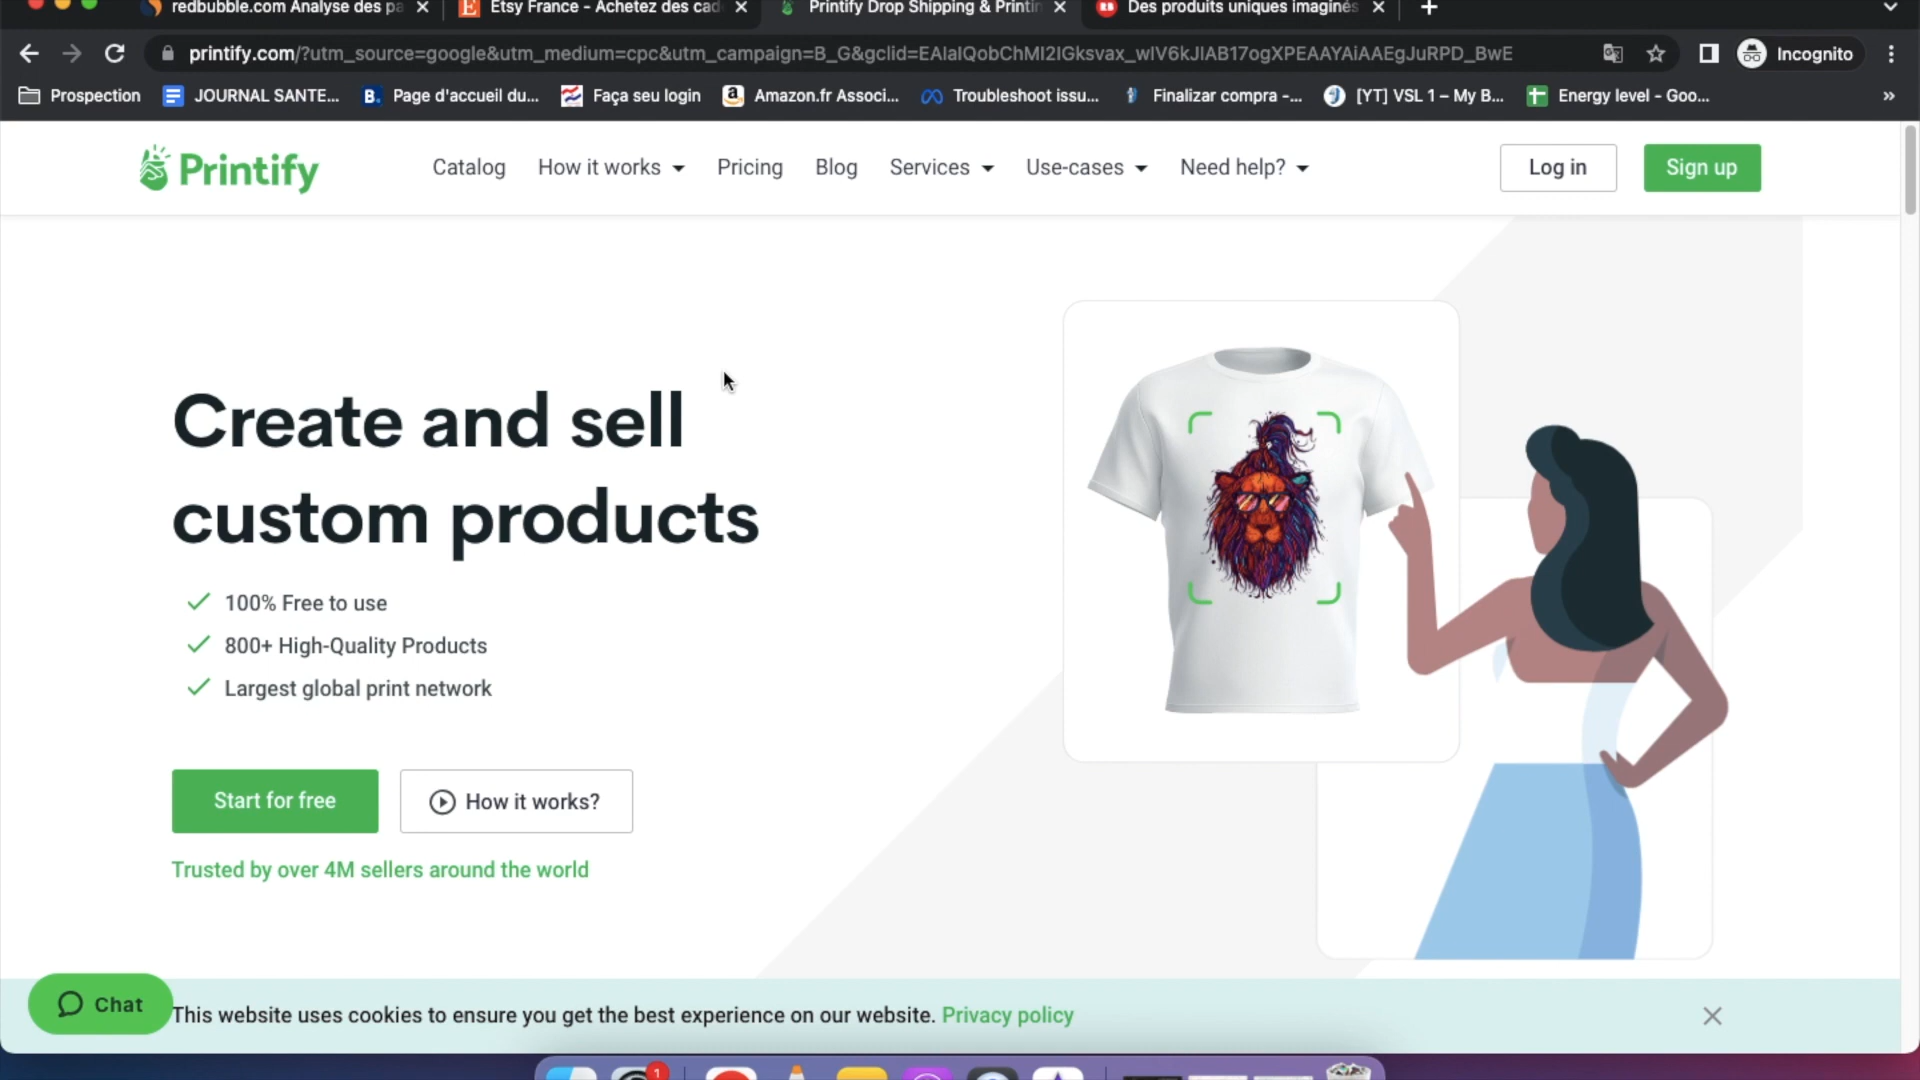 redbubble.com Analyse des pa
Etsy France - Achetez des cad
Printify Drop Shipping & Printin
Des produits uniques imaginés
printify.com/?utm_source=google&utm_medium=cpc&utm_campaign=B_G&gclid=EAIaIQobChMI2IGksvax_wIV6kJIAB17ogXPEAAYAiAAEgJuRPD_BwE
Incognito
Prospection
JOURNAL SANTE...
B.
Page d'accueil du...
Faça seu login
Amazon.fr Associ...
Troubleshoot issu...
Finalizar compra -...
[YT] VSL 1 – My B...
Energy level - Goo...
Printify
Catalog
How it works
Pricing
Blog
Services
Use-cases
Need help?
Log in
Sign up
Create and sell
custom products
100% Free to use
800+ High-Quality Products
Largest global print network
Start for free
How it works?
Trusted by over 4M sellers around the world
Chat
This website uses cookies to ensure you get the best experience on our website. Privacy policy
1